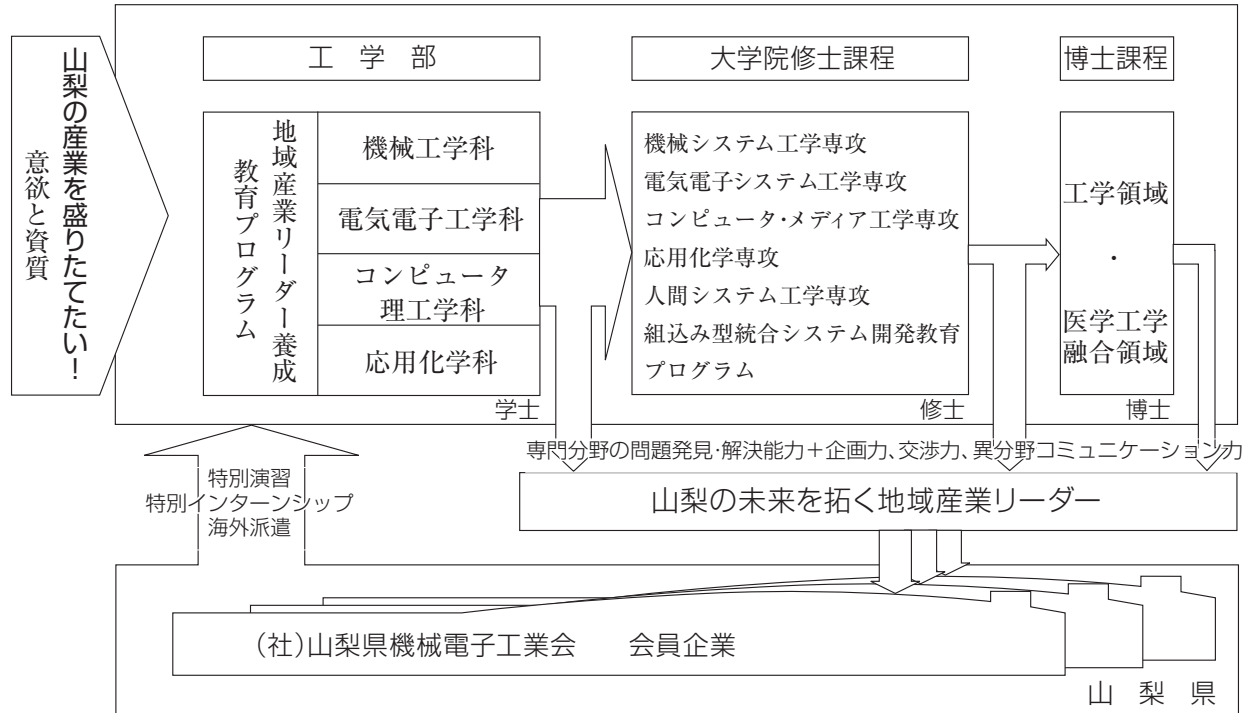 山梨の産業を盛りたてたい！
意欲と資質
工 学 部
地域産業リーダー養成
教育プログラム
機械工学科
電気電子工学科
コンピュータ
理工学科
応用化学科
学士
大学院修士課程
機械システム工学専攻
電気電子システム工学専攻
コンピュータ・メディア工学専攻
応用化学専攻
人間システム工学専攻
組込み型統合システム開発教育
プログラム
修士
博士課程
工学領域
・
医学工学
融合領域
博士
専門分野の問題発見・解決能力＋企画力、交渉力、異分野コミュニケーション力
特別演習
特別インターンシップ
海外派遣
山梨の未来を拓く地域産業リーダー
（社）山梨県機械電子工業会　会員企業
山 梨 県